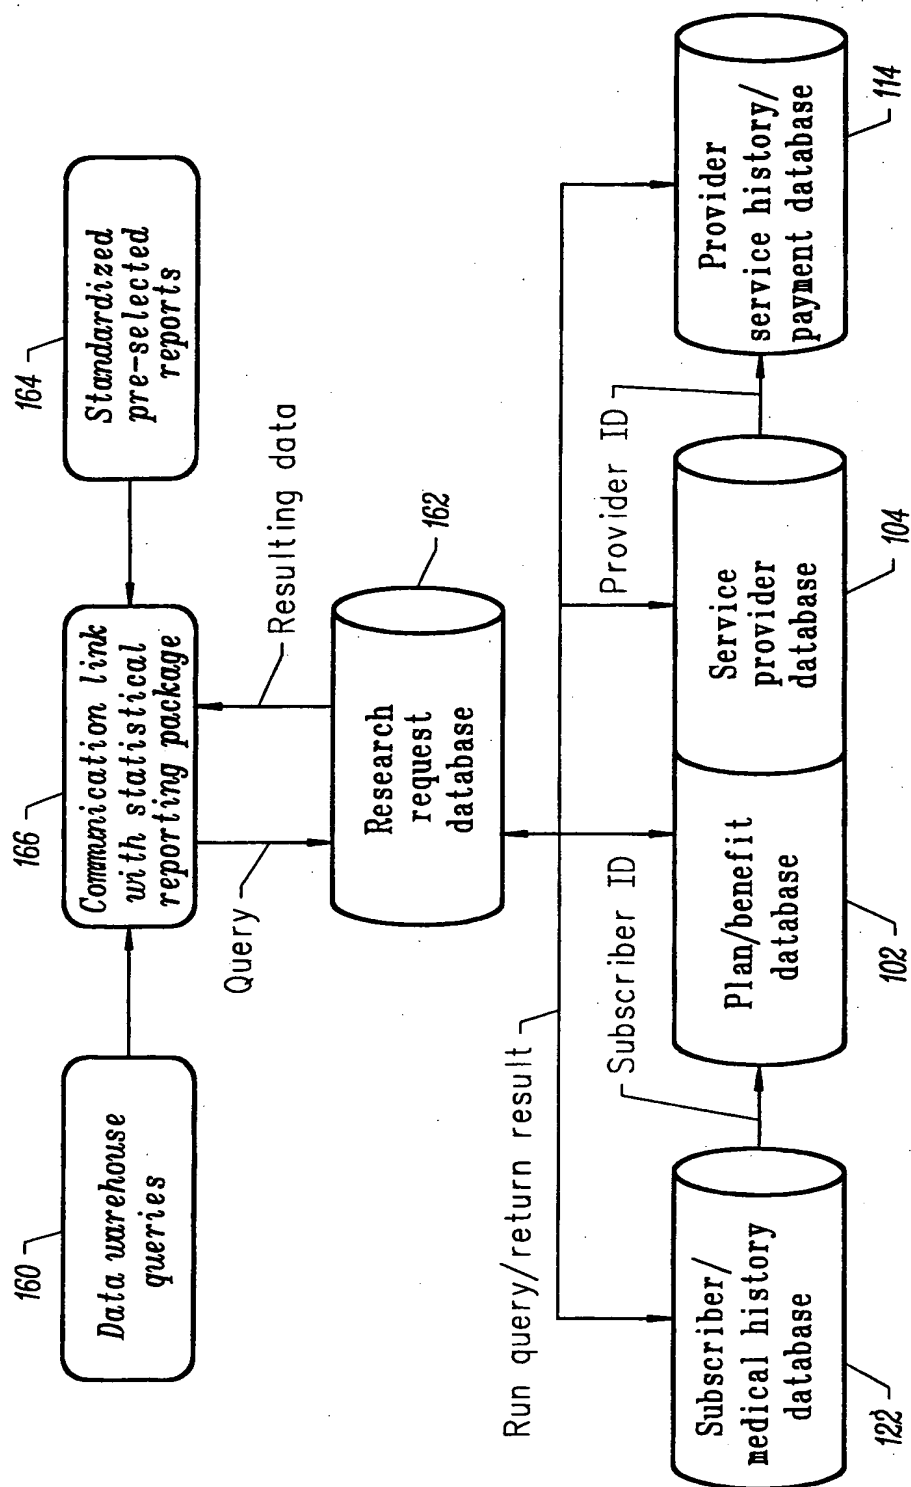 160
Data warehouse
queries
166
Communication link
with statistical
reporting package
164
Standardized
pre-selected
reports
Query
Resulting data
162
Research
request
database
Run query/return result
Subscriber ID
Provider ID
Subscriber/
medical history
database
122
Plan/benefit
database
102
Service
provider
database
104
Provider
service history/
payment database
114